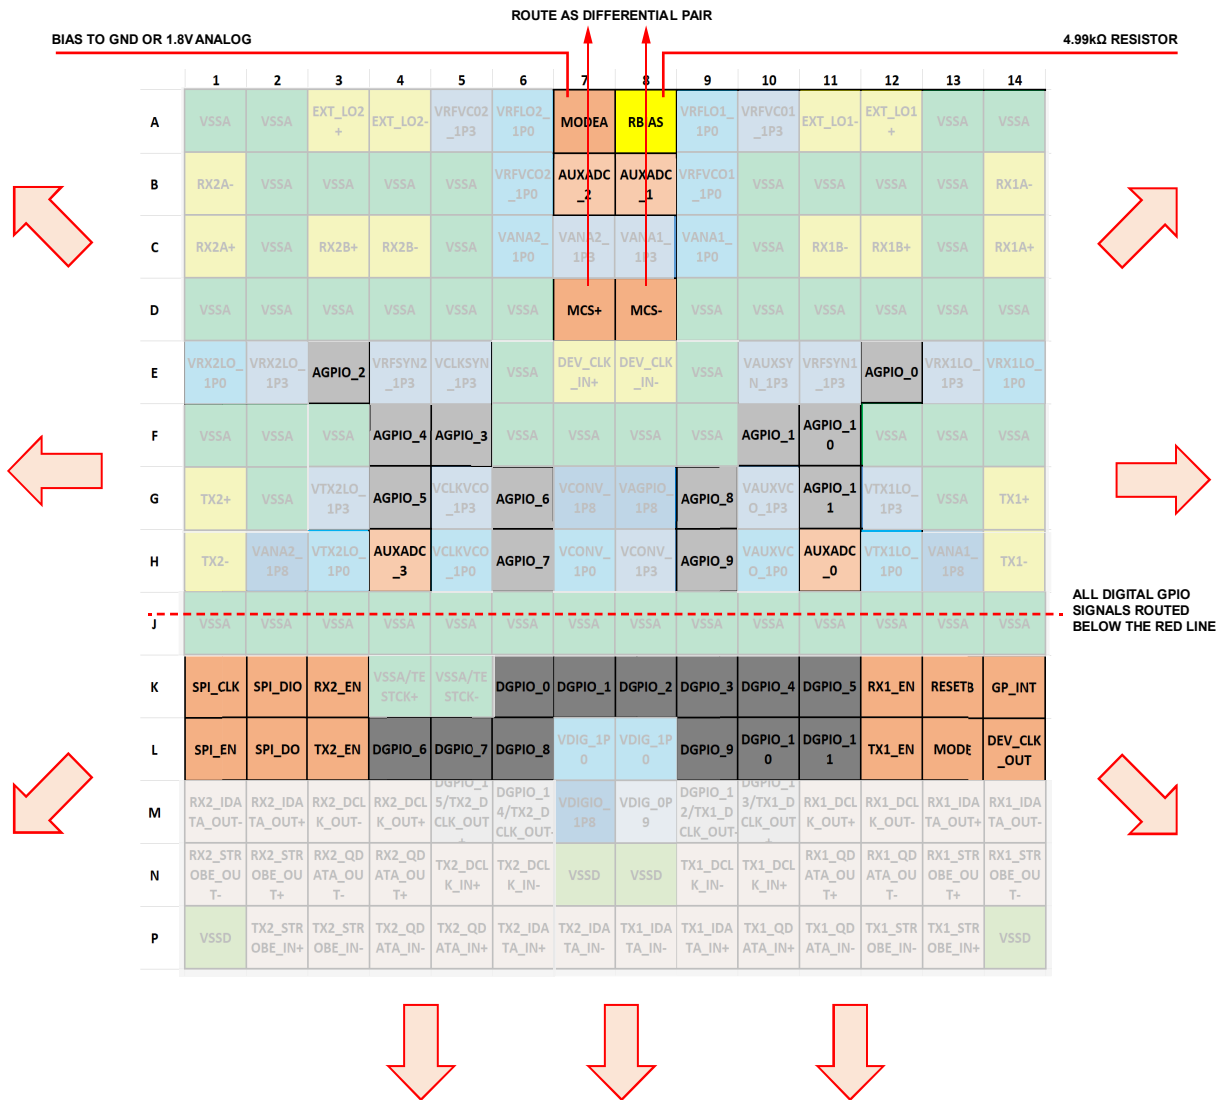 ROUTE AS DIFFERENTIAL PAIR
BIAS TO GND OR 1.8V ANALOG
4.99kΩ RESISTOR
1 2 3 4 5 6 7 8 9 10 11 12 13 14
A VSSA VSSA EXT_LO2+ EXT_LO2- VRFVCO2_1P3 VRFLO2_1P0 MODEA RBIAS VRFLO1_1P0 VRFVCO1_1P3 EXT_LO1- EXT_LO1+ VSSA VSSA
B RX2A- VSSA VSSA VSSA VSSA VRFVCO2_1P0 AUXADC_2 AUXADC_1 VRFVCO1_1P0 VSSA VSSA VSSA VSSA RX1A-
C RX2A+ VSSA RX2B+ RX2B- VSSA VANA2_1P0 VANA2_1P3 VANA1_1P3 VANA1_1P0 VSSA RX1B- RX1B+ VSSA RX1A+
D VSSA VSSA VSSA VSSA VSSA VSSA MCS+ MCS- VSSA VSSA VSSA VSSA VSSA VSSA
E VRX2LO_1P0 VRX2LO_1P3 AGPIO_2 VRFSYN2_1P3 VCLKSYN_1P3 VSSA DEV_CLK_IN+ DEV_CLK_IN- VSSA VAUXSYN_1P3 VRFSYN1_1P3 AGPIO_0 VRX1LO_1P3 VRX1LO_1P0
F VSSA VSSA VSSA AGPIO_4 AGPIO_3 VSSA VSSA VSSA VSSA AGPIO_1 AGPIO_10 VSSA VSSA VSSA
G TX2+ VSSA VTX2LO_1P3 AGPIO_5 VCLKVCO_1P3 AGPIO_6 VCONV_1P8 VAGPIO_1P8 AGPIO_8 VAUXVCO_1P3 AGPIO_11 VTX1LO_1P3 VSSA TX1+
H TX2- VANA2_1P8 VTX2LO_1P0 AUXADC_3 VCLKVCO_1P0 AGPIO_7 VCONV_1P0 VCONV_1P3 AGPIO_9 VAUXVCO_1P0 AUXADC_0 VTX1LO_1P0 VANA1_1P8 TX1-
ALL DIGITAL GPIO
SIGNALS ROUTED
BELOW THE RED LINE
J VSSA VSSA VSSA VSSA VSSA VSSA VSSA VSSA VSSA VSSA VSSA VSSA VSSA VSSA
K SPI_CLK SPI_DIO RX2_EN VSSA/TESTCK+ VSSA/TESTCK- DGPIO_0 DGPIO_1 DGPIO_2 DGPIO_3 DGPIO_4 DGPIO_5 RX1_EN RESETB GP_INT
L SPI_EN SPI_DO TX2_EN DGPIO_6 DGPIO_7 DGPIO_8 VDIG_1P0 VDIG_1P0 DGPIO_9 DGPIO_10 DGPIO_11 TX1_EN MODE DEV_CLK_OUT
M RX2_IDATA_OUT- RX2_IDATA_OUT+ RX2_DCLK_OUT- RX2_DCLK_OUT+ DGPIO_15/TX2_DCLK_OUT+ DGPIO_14/TX2_DCLK_OUT- VDIGIO_1P8 VDIG_0P9 DGPIO_12/TX1_DCLK_OUT- DGPIO_13/TX1_DCLK_OUT+ RX1_DCLK_OUT+ RX1_DCLK_OUT- RX1_IDATA_OUT+ RX1_IDATA_OUT-
N RX2_STROBE_OUT- RX2_STROBE_OUT+ RX2_QDATA_OUT- RX2_QDATA_OUT+ TX2_DCLK_IN+ TX2_DCLK_IN- VSSD VSSD TX1_DCLK_IN- TX1_DCLK_IN+ RX1_QDATA_OUT+ RX1_QDATA_OUT- RX1_STROBE_OUT+ RX1_STROBE_OUT-
P VSSD TX2_STROBE_IN+ TX2_STROBE_IN- TX2_QDATA_IN- TX2_QDATA_IN+ TX2_IDATA_IN+ TX2_IDATA_IN- TX1_IDATA_IN- TX1_IDATA_IN+ TX1_QDATA_IN+ TX1_QDATA_IN- TX1_STROBE_IN- TX1_STROBE_IN+ VSSD